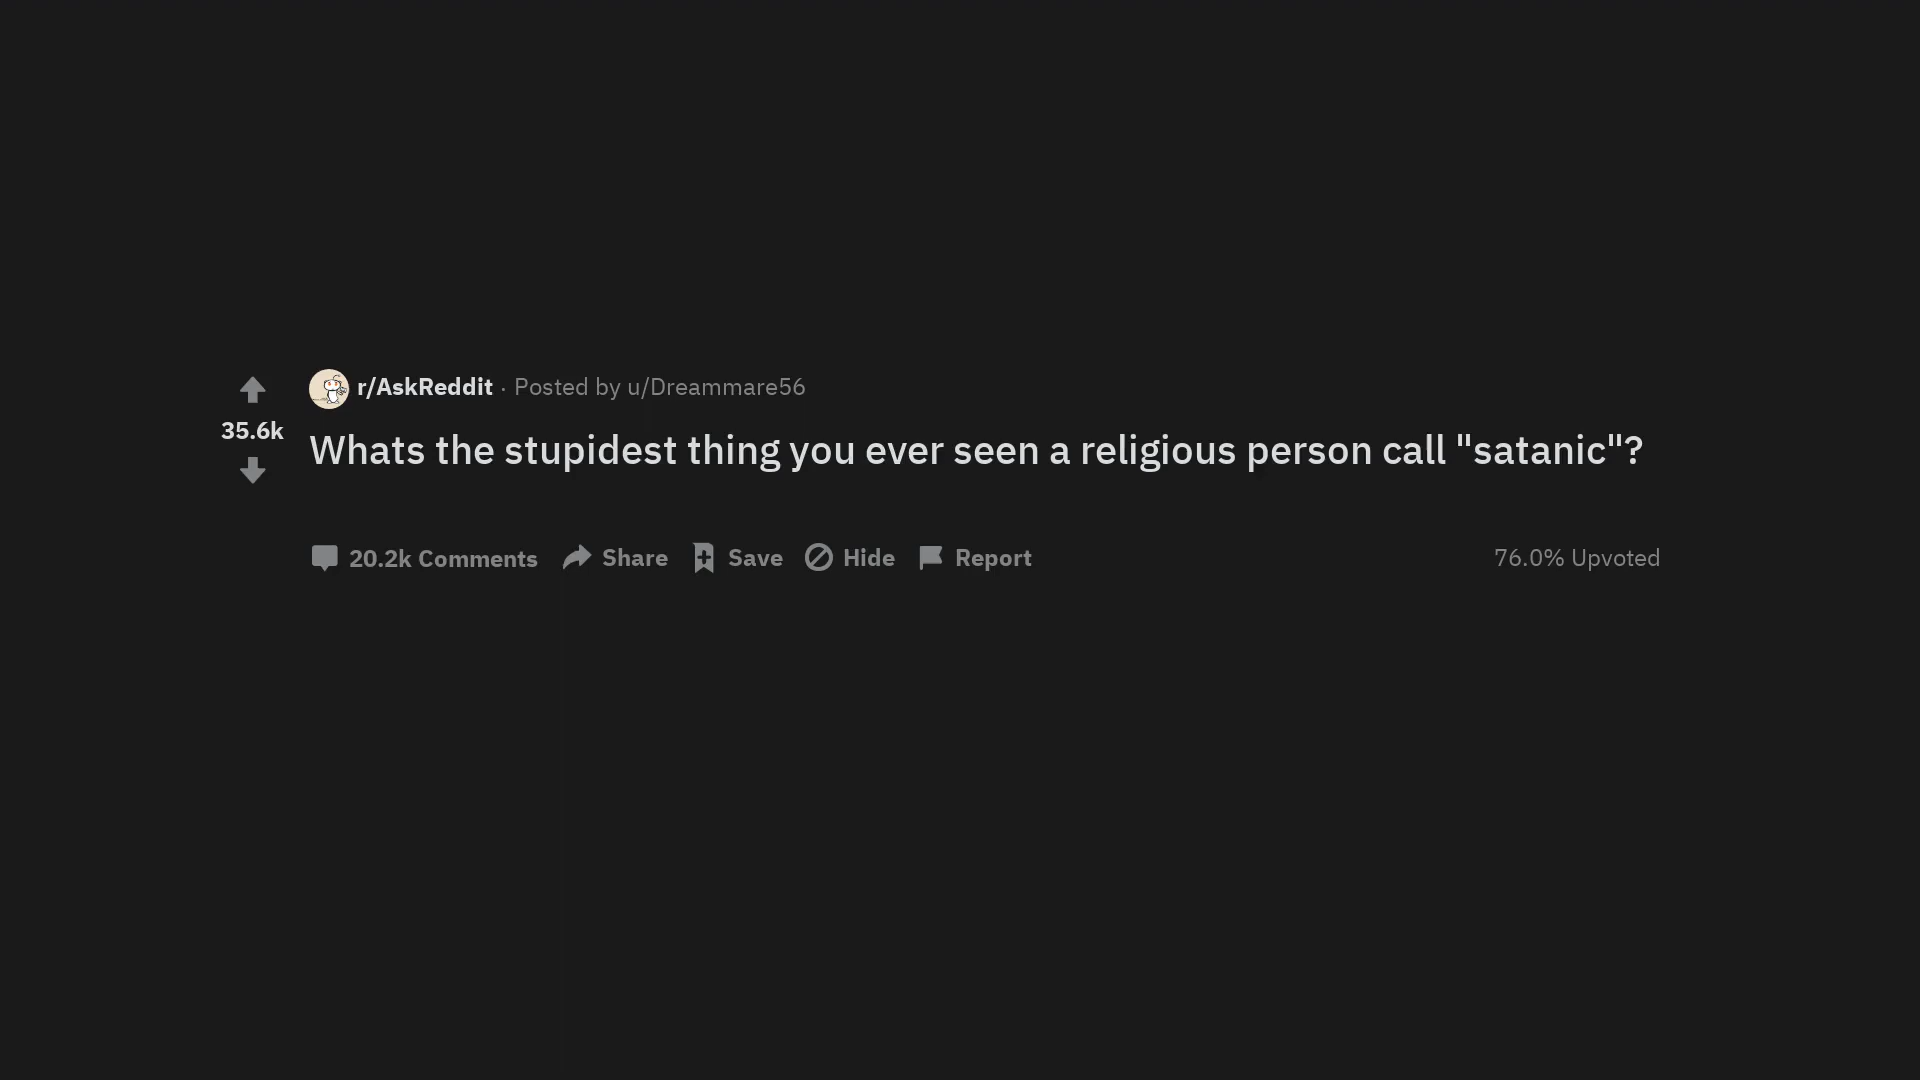 r/AskReddit · Posted by u/Dreammare56
35.6k
Whats the stupidest thing you ever seen a religious person call "satanic"?
20.2k Comments Share Save Hide Report 76.0% Upvoted